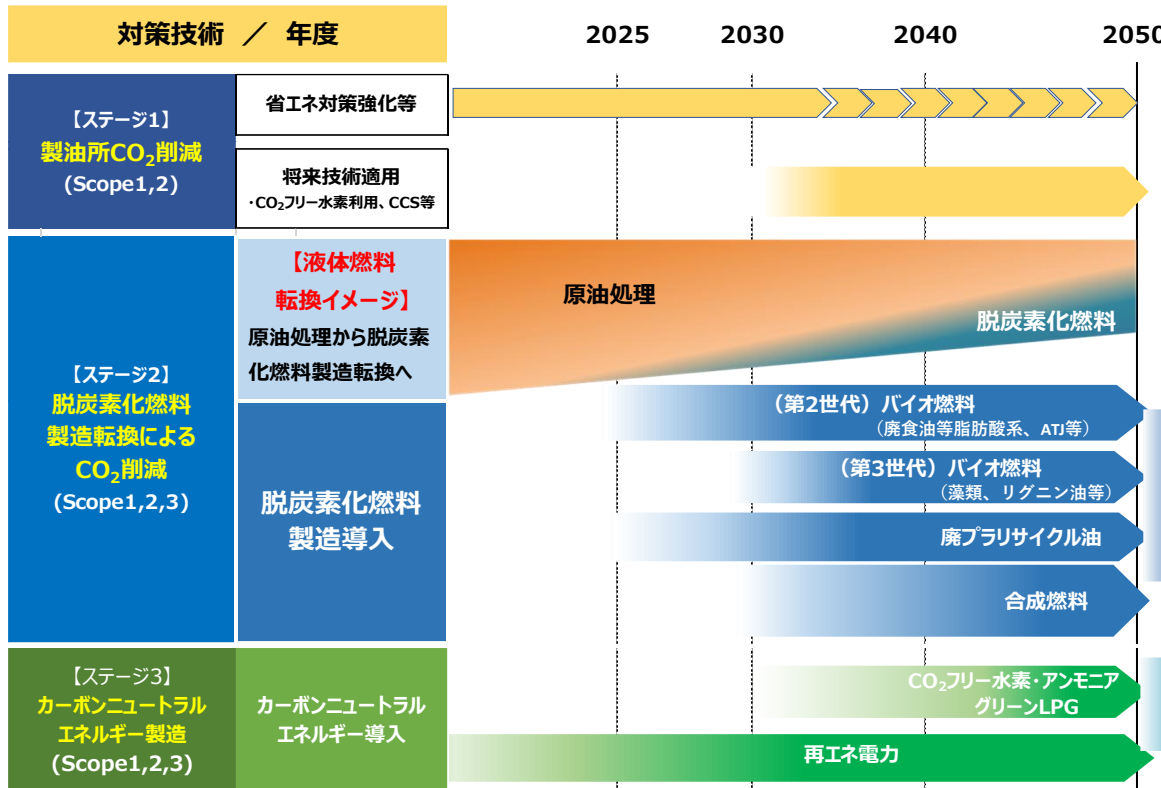 対策技術 ／ 年度
2025
2030
2040
2050
【ステージ1】
製油所CO₂削減
(Scope1,2)
省エネ対策強化等
将来技術適用
・CO₂フリー水素利用、CCS等
【ステージ2】
脱炭素化燃料
製造転換による
CO₂削減
(Scope1,2,3)
【液体燃料
転換イメージ】
原油処理から脱炭素
化燃料製造転換へ
原油処理
脱炭素化燃料
脱炭素化燃料
製造導入
（第2世代）バイオ燃料
（廃食油等脂肪酸系、ATJ等）
（第3世代）バイオ燃料
（藻類、リグニン油等）
廃プラリサイクル油
合成燃料
【ステージ3】
カーボンニュートラル
エネルギー製造
(Scope1,2,3)
カーボンニュートラル
エネルギー導入
CO₂フリー水素・アンモニア
グリーンLPG
再エネ電力